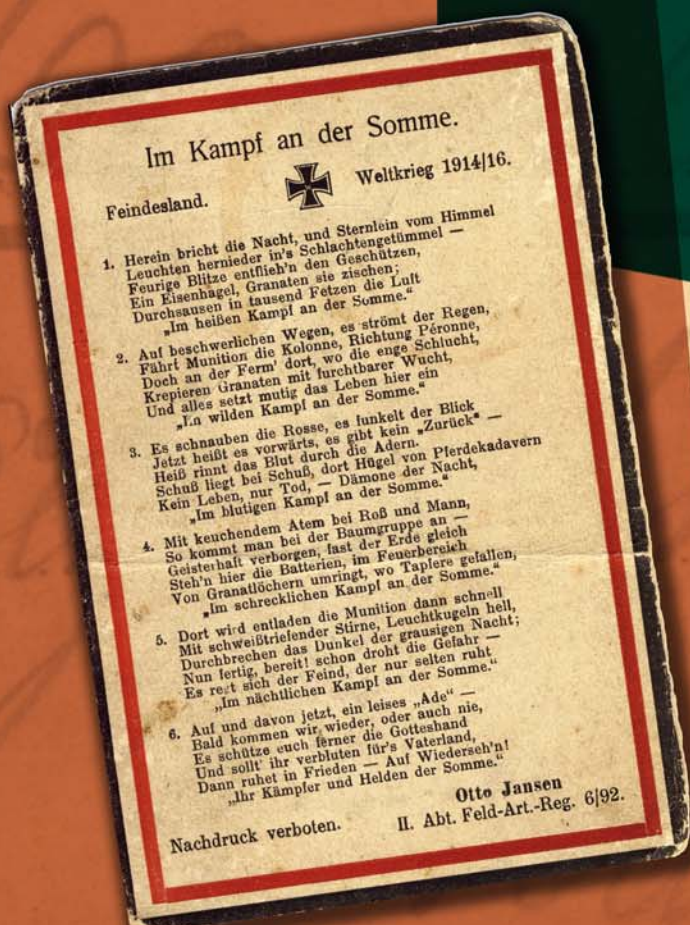 Im Kampf an der Somme.
Feindesland. Weltkrieg 1914/16.
1. Herein bricht die Nacht, und Sternlein vom Himmel
Leuchten hernieder in's Schlachtengetümmel —
Feurige Blitze entflieh'n den Geschützen,
Ein Eisenhagel, Granaten sie zischen;
Durchsausen in tausend Fetzen die Luft
„Im heißen Kampf an der Somme.“
2. Auf beschwerlichen Wegen, es strömt der Regen,
Fährt Munition die Kolonne, Richtung Péronne,
Doch an der Ferm' dort, wo die enge Schlucht,
Krepieren Granaten mit furchtbarer Wucht,
Und alles setzt mutig das Leben hier ein
„In wilden Kampf an der Somme.“
3. Es schnauben die Rosse, es funkelt der Blick
Jetzt heißt es vorwärts, es gibt kein „Zurück“ —
Heiß rinnt das Blut durch die Adern.
Schuß liegt bei Schuß, dort Hügel von Pferdekadavern
Kein Leben, nur Tod, — Dämone der Nacht,
„Im blutigen Kampf an der Somme.“
4. Mit keuchendem Atem bei Roß und Mann,
So kommt man bei der Baumgruppe an —
Geisterhaft verborgen, fast der Erde gleich
Steh'n hier die Batterien, im Feuerbereich
Von Granatlöchern umringt, wo Tapfere gefallen,
„Im schrecklichen Kampf an der Somme.“
5. Dort wird entladen die Munition dann schnell
Mit schweißtriefender Stirne, Leuchtkugeln hell,
Durchbrechen das Dunkel der grausigen Nacht;
Nun fertig, bereit! schon droht die Gefahr —
Es regt sich der Feind, der nur selten ruht
„Im nächtlichen Kampf an der Somme.“
6. Auf und davon jetzt, ein leises „Ade“ —
Bald kommen wir wieder, oder auch nie,
Es schütze euch ferner die Gotteshand
Und sollt' ihr verbluten für's Vaterland,
Dann ruhet in Frieden — Auf Wiederseh'n!
„Ihr Kämpfer und Helden der Somme.“
Otto Jansen
Nachdruck verboten. II. Abt. Feld-Art.-Reg. 6/92.